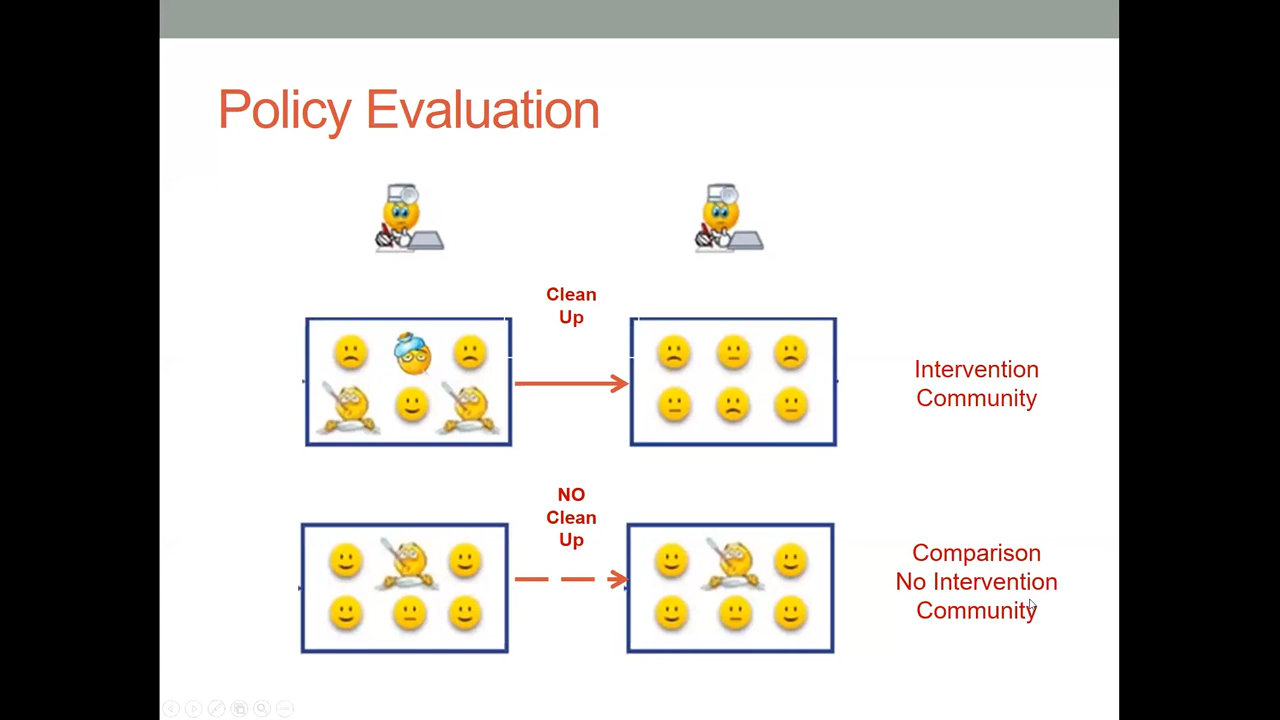 Policy Evaluation
Clean
Up
Intervention
Community
NO
Clean
Up
Comparison
No Intervention
Community